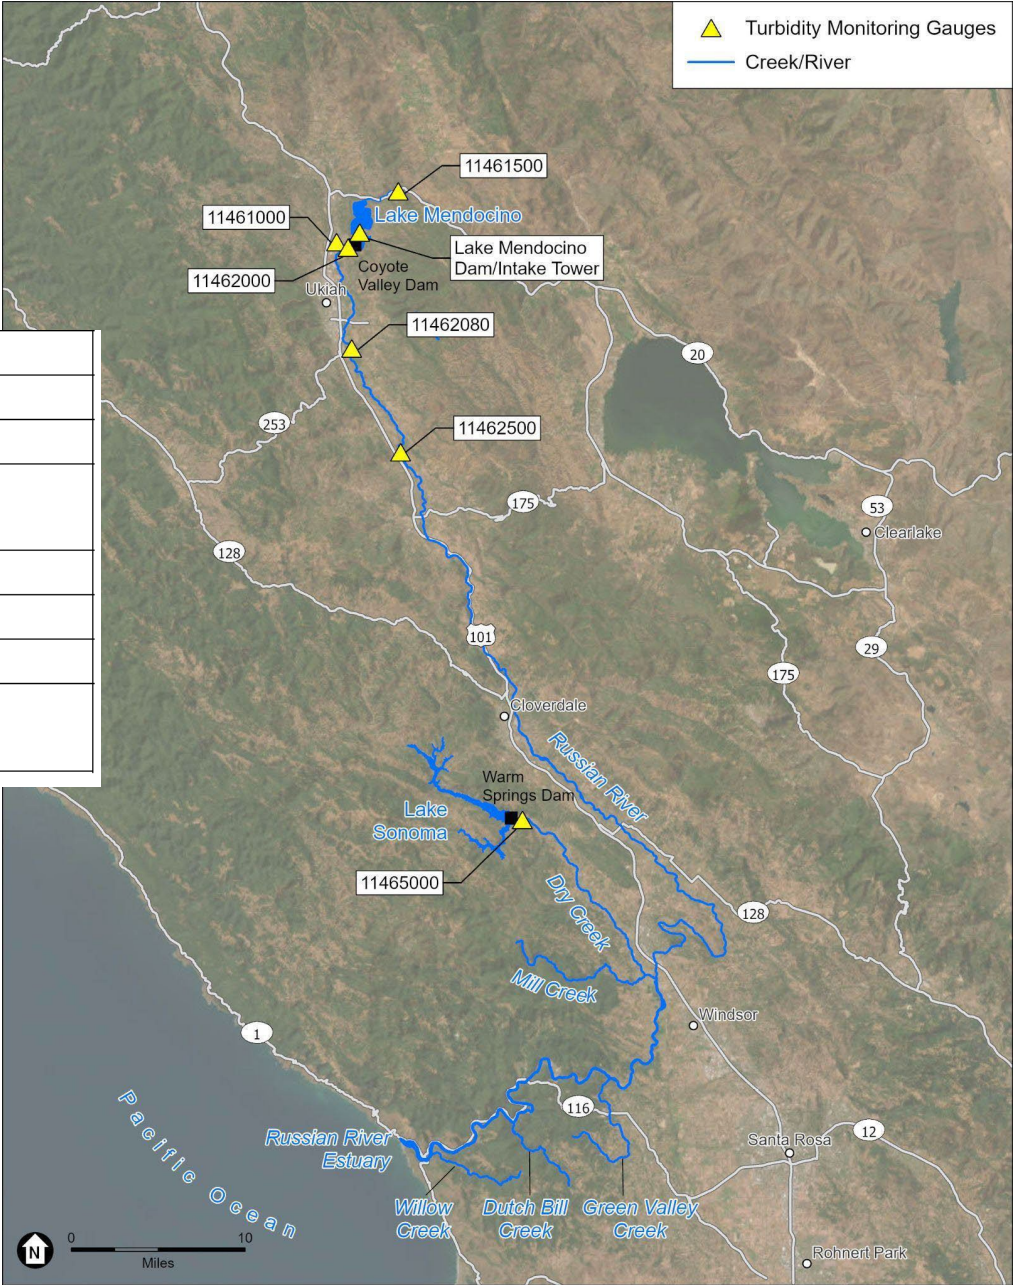 Turbidity Monitoring Gauges
Creek/River
11461500
11461000
Lake Mendocino
Lake Mendocino
Dam/Intake Tower
11462000
Coyote
Valley Dam
Ukiah
11462080
20
253
11462500
175
53
Clearlake
128
101
29
175
Cloverdale
Russian River
Warm
Springs Dam
Lake
Sonoma
11465000
Dry Creek
128
Mill Creek
Windsor
1
116
Pacific Ocean
Russian River
Estuary
Santa Rosa
12
Willow
Creek
Dutch Bill
Creek
Green Valley
Creek
N
0 10
Miles
Rohnert Park